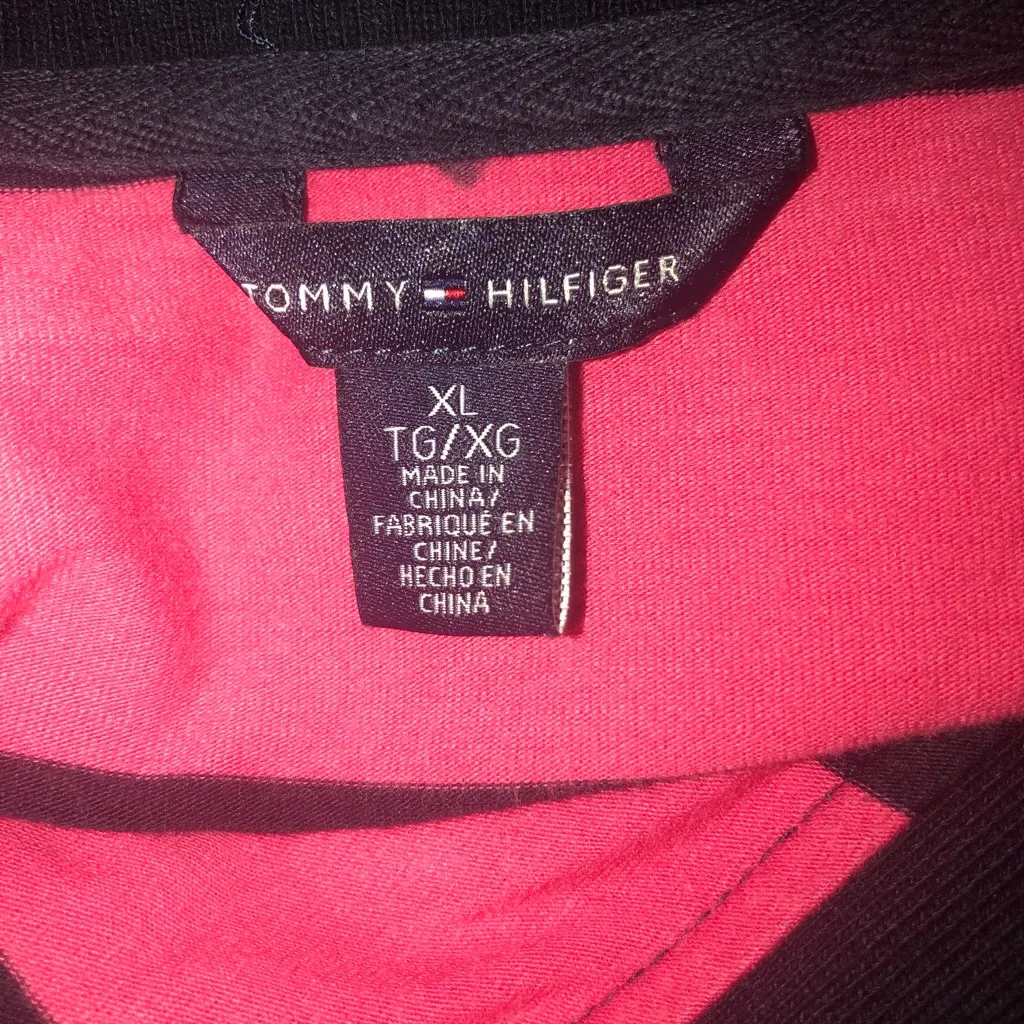 TOMMY HILFIGER
XL
TG/XG
MADE IN
CHINA/
FABRIQUÉ EN
CHINE/
HECHO EN
CHINA